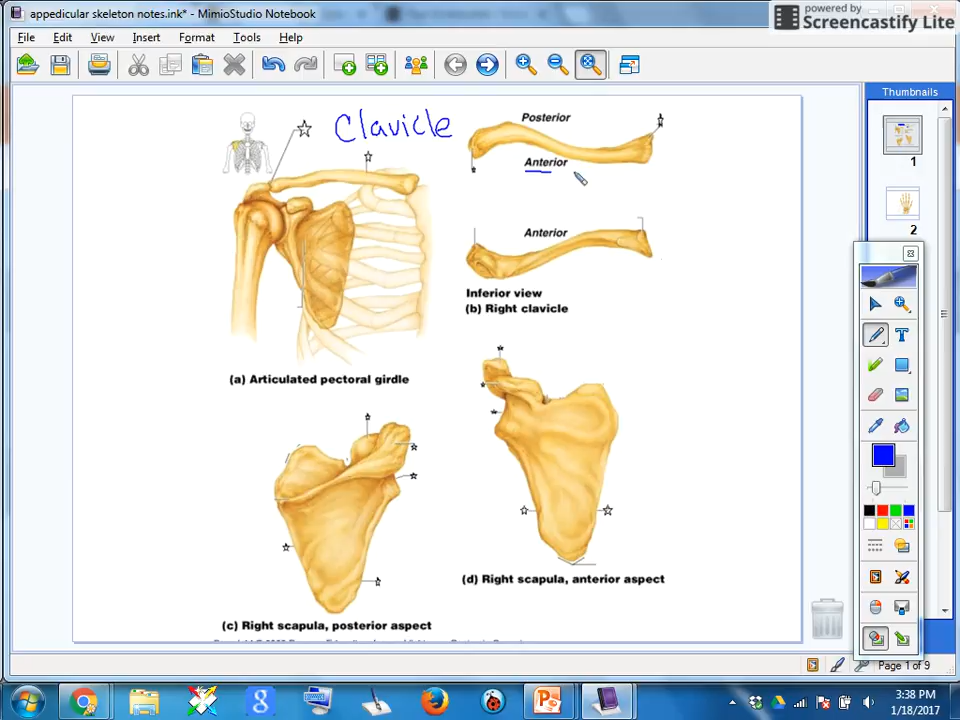 appedicular skeleton notes.ink* - MimioStudio Notebook
powered by
Screencastify Lite
File Edit View Insert Format Tools Help
Thumbnails
1
2
Clavicle
Posterior
Anterior
Anterior
Inferior view
(b) Right clavicle
(a) Articulated pectoral girdle
(d) Right scapula, anterior aspect
(c) Right scapula, posterior aspect
T
Page 1 of 9
3:38 PM
1/18/2017